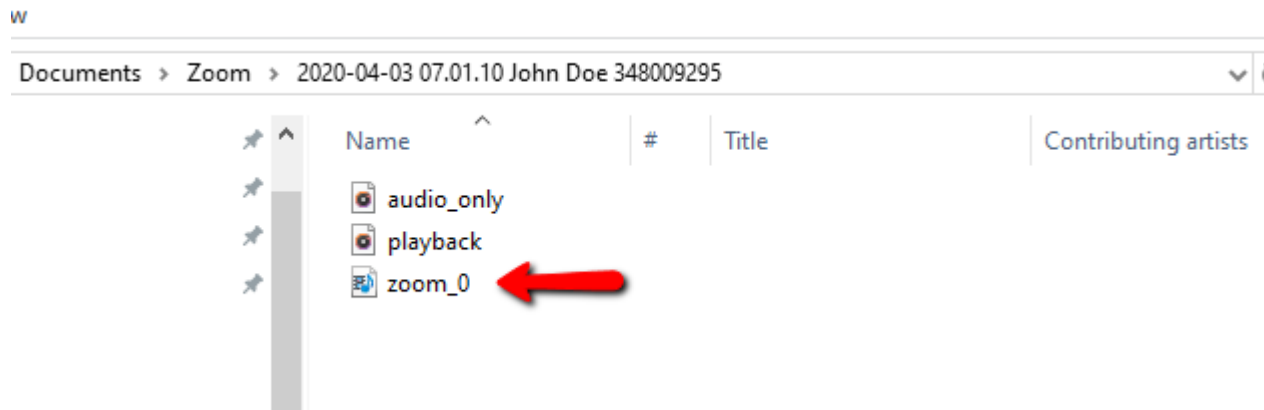 w
Documents > Zoom > 2020-04-03 07.01.10 John Doe 348009295
Name # Title Contributing artists
audio_only
playback
zoom_0